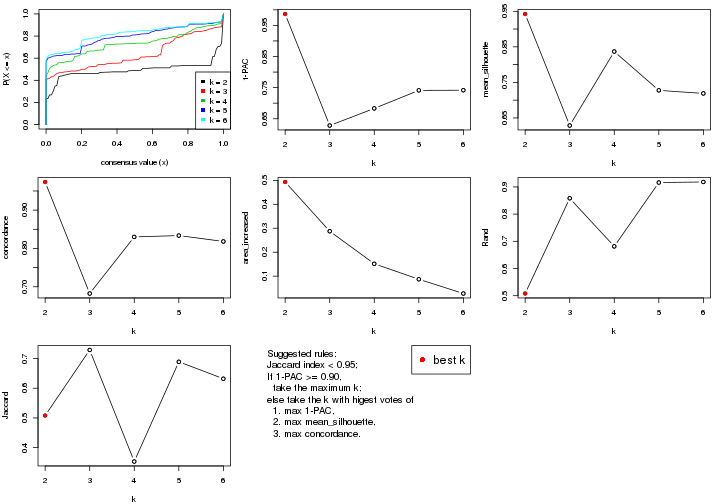 P(X <= x)
0.0 0.2 0.4 0.6 0.8 1.0
k = 2
k = 3
k = 4
k = 5
k = 6
0.0 0.2 0.4 0.6 0.8 1.0
consensus value (x)
1-PAC
0.65 0.75 0.85 0.95
2 3 4 5 6
k
mean_silhouette
0.65 0.75 0.85 0.95
2 3 4 5 6
k
concordance
0.70 0.80 0.90
2 3 4 5 6
k
area_increased
0.1 0.2 0.3 0.4 0.5
2 3 4 5 6
k
Rand
0.5 0.6 0.7 0.8 0.9
2 3 4 5 6
k
Jaccard
0.4 0.5 0.6 0.7
2 3 4 5 6
k
Suggested rules:
Jaccard index < 0.95;
If 1-PAC >= 0.90,
take the maximum k;
else take the k with higest votes of
1. max 1-PAC,
2. max mean_silhouette,
3. max concordance.
best k